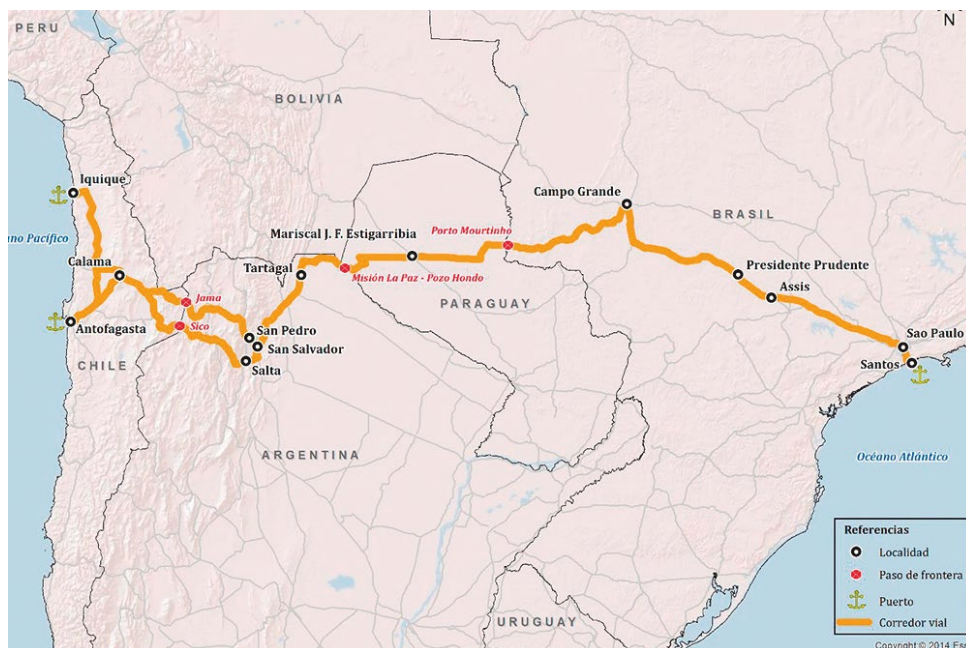 N
PERU
BOLIVIA
Iquique
Campo Grande
BRASIL
Mariscal J. F. Estigarribia
Porto Mourtinho
ano Pacífico
Calama
Tartagal
Misión La Paz - Pozo Hondo
Presidente Prudente
Assis
Jama
PARAGUAY
Antofagasta
Sico
San Pedro
San Salvador
Sao Paulo
CHILE
Salta
Santos
ARGENTINA
Océano Atlántico
Referencias
Localidad
Paso de frontera
Puerto
Corredor vial
URUGUAY
Copyright © 2014 Es